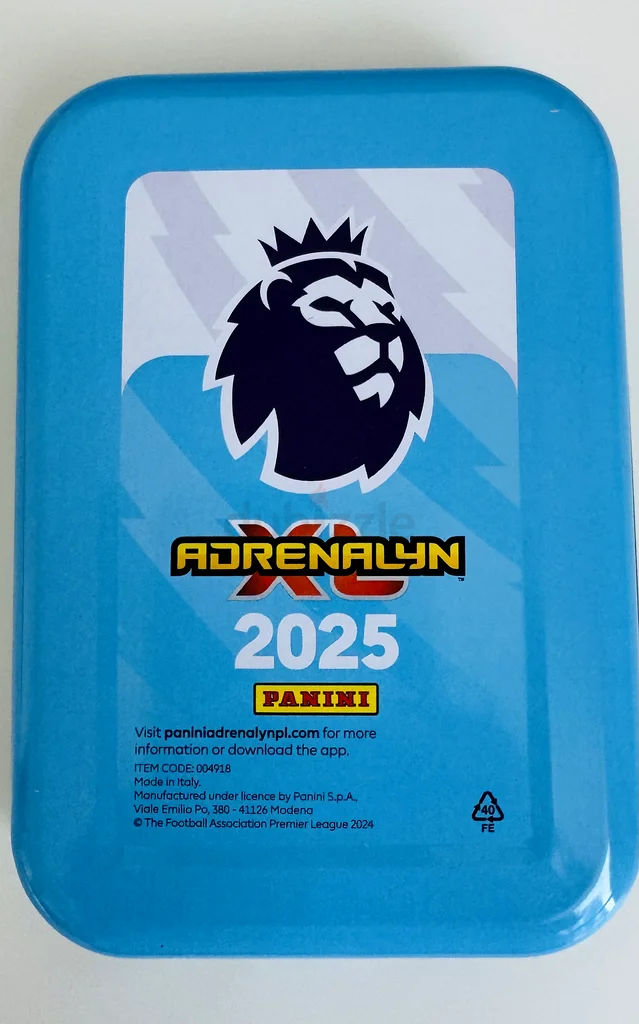 dubizzle
XL
ADRENALYN™
2025
PANINI
Visit paniniadrenalynpl.com for more
information or download the app.
ITEM CODE: 004918
Made in Italy.
Manufactured under licence by Panini S.p.A.,
Viale Emilio Po, 380 - 41126 Modena
© The Football Association Premier League 2024
40
FE